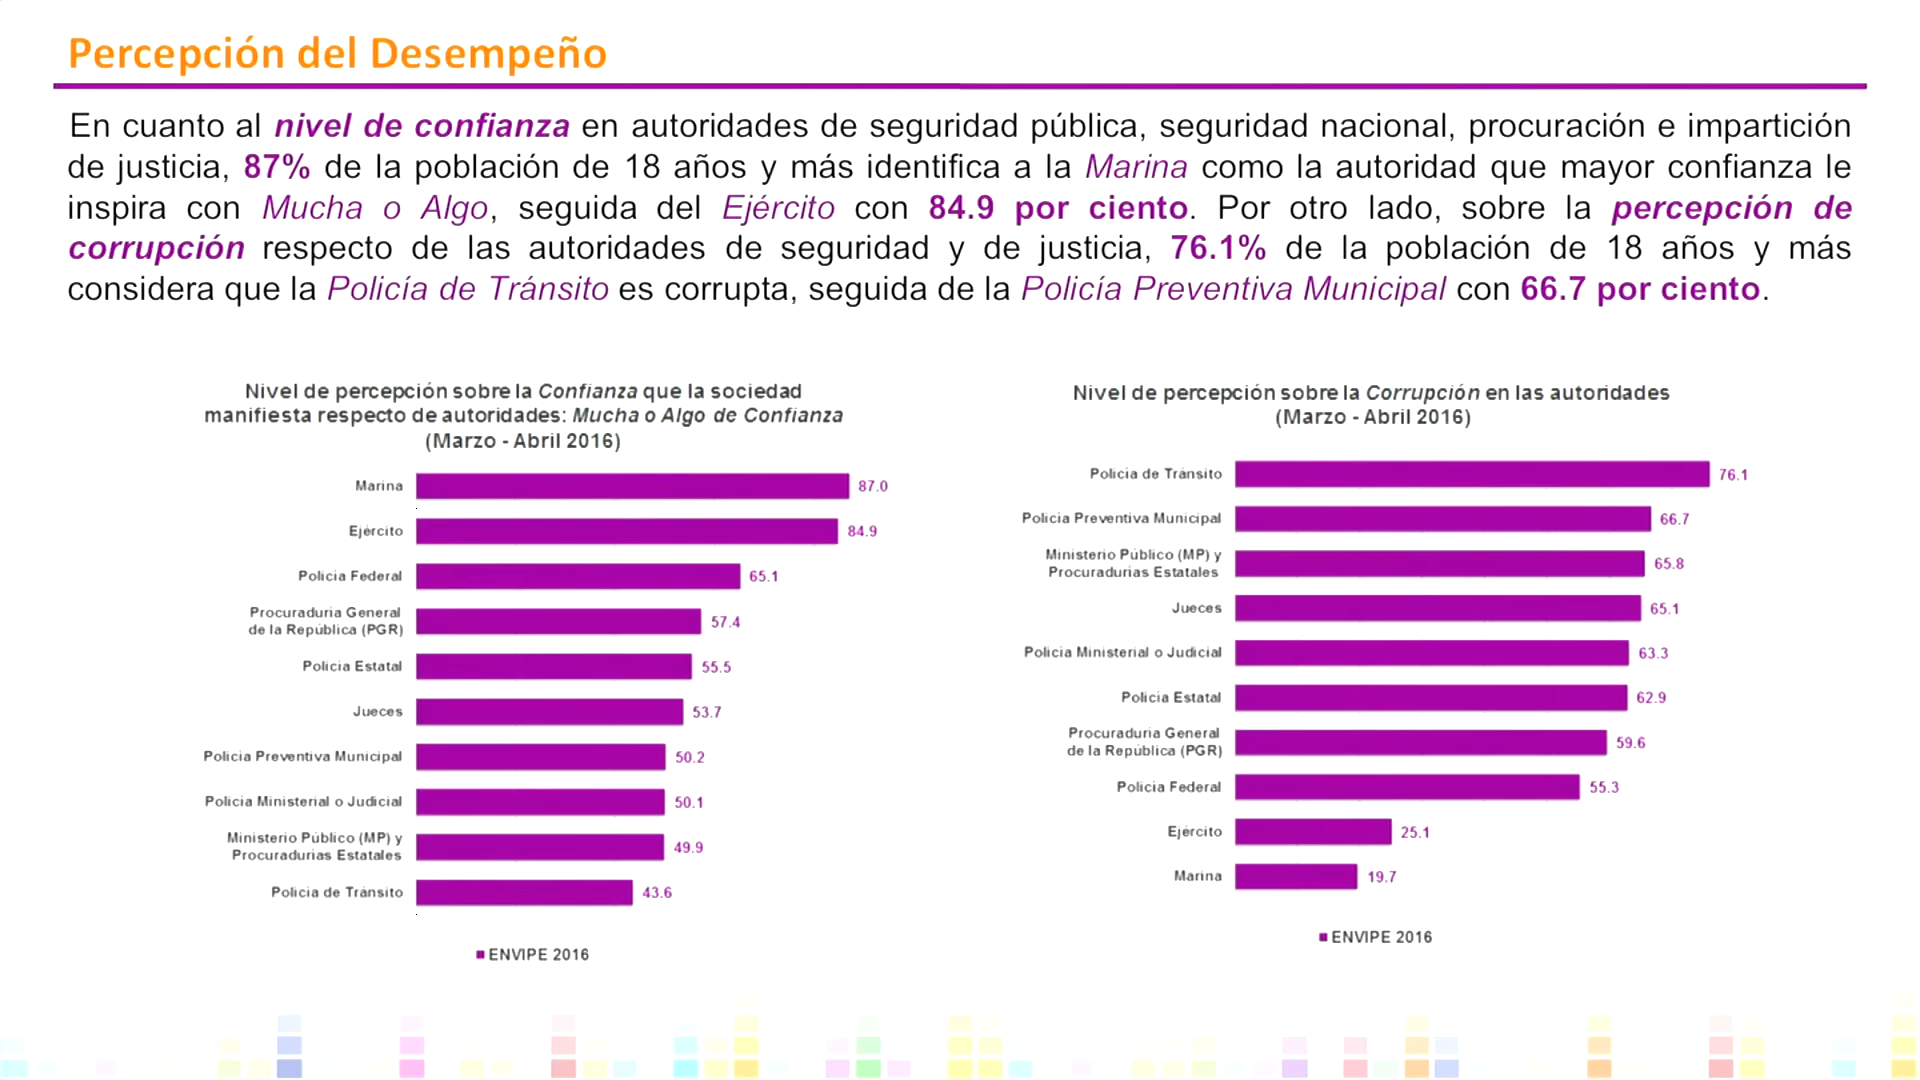 Percepción del Desempeño
En cuanto al nivel de confianza en autoridades de seguridad pública, seguridad nacional, procuración e impartición
de justicia, 87% de la población de 18 años y más identifica a la Marina como la autoridad que mayor confianza le
inspira con Mucha o Algo, seguida del Ejército con 84.9 por ciento. Por otro lado, sobre la percepción de
corrupción respecto de las autoridades de seguridad y de justicia, 76.1% de la población de 18 años y más
considera que la Policía de Tránsito es corrupta, seguida de la Policía Preventiva Municipal con 66.7 por ciento.
Nivel de percepción sobre la Confianza que la sociedad
manifiesta respecto de autoridades: Mucha o Algo de Confianza
(Marzo - Abril 2016)
Marina 87.0
Ejército 84.9
Policía Federal 65.1
Procuraduría General
de la República (PGR) 57.4
Policía Estatal 55.5
Jueces 53.7
Policía Preventiva Municipal 50.2
Policía Ministerial o Judicial 50.1
Ministerio Público (MP) y
Procuradurías Estatales 49.9
Policía de Tránsito 43.6
ENVIPE 2016
Nivel de percepción sobre la Corrupción en las autoridades
(Marzo - Abril 2016)
Policía de Tránsito 76.1
Policía Preventiva Municipal 66.7
Ministerio Público (MP) y
Procuradurías Estatales 65.8
Jueces 65.1
Policía Ministerial o Judicial 63.3
Policía Estatal 62.9
Procuraduría General
de la República (PGR) 59.6
Policía Federal 55.3
Ejército 25.1
Marina 19.7
ENVIPE 2016